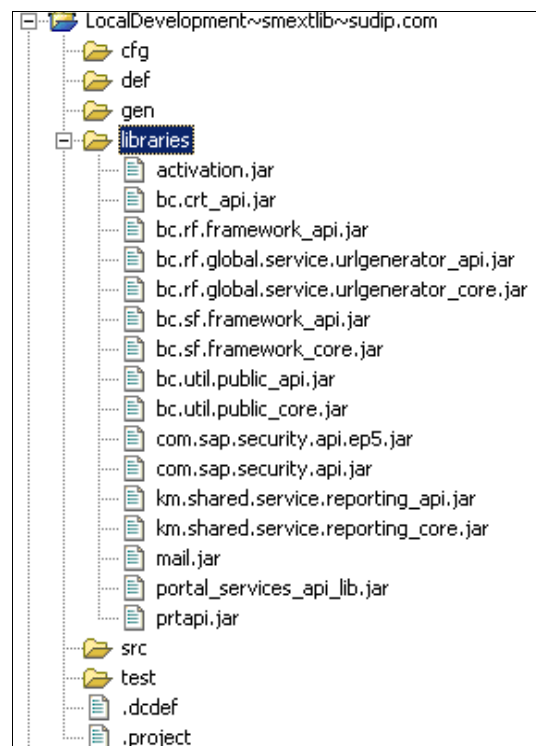 LocalDevelopment~smextlib~sudip.com
cfg
def
gen
libraries
activation.jar
bc.crt_api.jar
bc.rf.framework_api.jar
bc.rf.global.service.urlgenerator_api.jar
bc.rf.global.service.urlgenerator_core.jar
bc.sf.framework_api.jar
bc.sf.framework_core.jar
bc.util.public_api.jar
bc.util.public_core.jar
com.sap.security.api.ep5.jar
com.sap.security.api.jar
km.shared.service.reporting_api.jar
km.shared.service.reporting_core.jar
mail.jar
portal_services_api_lib.jar
prtapi.jar
src
test
.dcdef
.project